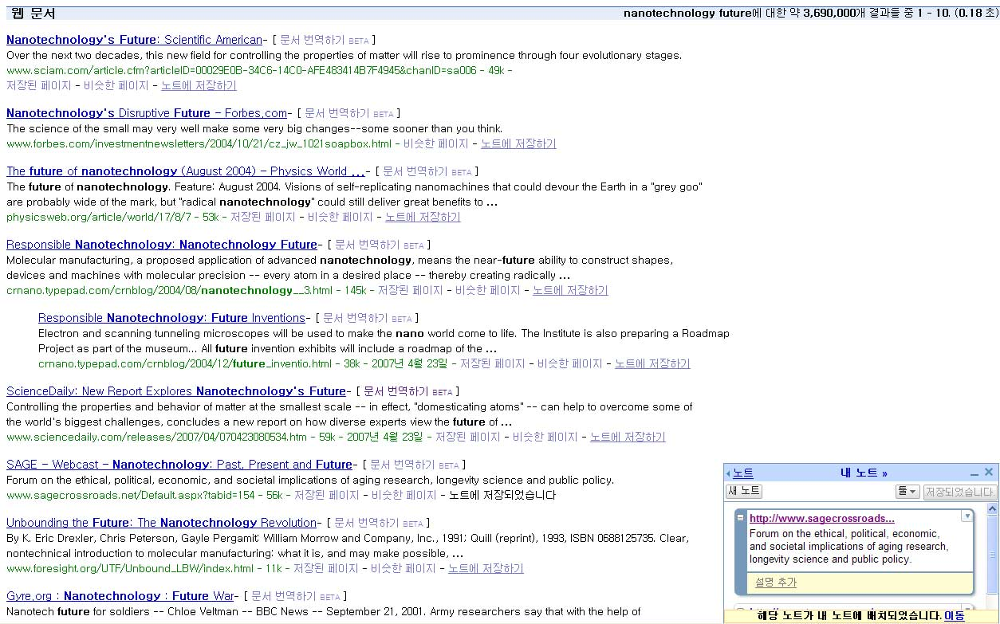 웹 문서
nanotechnology future에 대한 약 3,690,000개 결과들 중 1 - 10. (0.18 초)
Nanotechnology's Future: Scientific American- [ 문서 번역하기 BETA ]
Over the next two decades, this new field for controlling the properties of matter will rise to prominence through four evolutionary stages.
www.sciam.com/article.cfm?articleID=00029E0B-34C6-14C0-AFE483414B7F4945&chanID=sa006 - 49k -
저장된 페이지 - 비슷한 페이지 - 노트에 저장하기
Nanotechnology's Disruptive Future - Forbes.com- [ 문서 번역하기 BETA ]
The science of the small may very well make some very big changes--some sooner than you think.
www.forbes.com/investmentnewsletters/2004/10/21/cz_jw_1021soapbox.html - 비슷한 페이지 - 노트에 저장하기
The future of nanotechnology (August 2004) - Physics World ...- [ 문서 번역하기 BETA ]
The future of nanotechnology. Feature: August 2004. Visions of self-replicating nanomachines that could devour the Earth in a "grey goo"
are probably wide of the mark, but "radical nanotechnology" could still deliver great benefits to ...
physicsweb.org/article/world/17/8/7 - 53k - 저장된 페이지 - 비슷한 페이지 - 노트에 저장하기
Responsible Nanotechnology: Nanotechnology Future- [ 문서 번역하기 BETA ]
Molecular manufacturing, a proposed application of advanced nanotechnology, means the near-future ability to construct shapes,
devices and machines with molecular precision -- every atom in a desired place -- thereby creating radically ...
crnano.typepad.com/crnblog/2004/08/nanotechnology__3.html - 145k - 저장된 페이지 - 비슷한 페이지 - 노트에 저장하기
Responsible Nanotechnology: Future Inventions- [ 문서 번역하기 BETA ]
Electron and scanning tunneling microscopes will be used to make the nano world come to life. The Institute is also preparing a Roadmap
Project as part of the museum... All future invention exhibits will include a roadmap of the ...
crnano.typepad.com/crnblog/2004/12/future_inventio.html - 38k - 2007년 4월 23일 - 저장된 페이지 - 비슷한 페이지 - 노트에 저장하기
ScienceDaily: New Report Explores Nanotechnology's Future- [ 문서 번역하기 BETA ]
Controlling the properties and behavior of matter at the smallest scale -- in effect, "domesticating atoms" -- can help to overcome some of
the world's biggest challenges, concludes a new report on how diverse experts view the future of ...
www.sciencedaily.com/releases/2007/04/070423080534.htm - 59k - 2007년 4월 23일 - 저장된 페이지 - 비슷한 페이지 - 노트에 저장하기
SAGE - Webcast - Nanotechnology: Past, Present and Future- [ 문서 번역하기 BETA ]
Forum on the ethical, political, economic, and societal implications of aging research, longevity science and public policy.
www.sagecrossroads.net/Default.aspx?tabid=154 - 56k - 저장된 페이지 - 비슷한 페이지 - 노트에 저장되었습니다
Unbounding the Future: The Nanotechnology Revolution- [ 문서 번역하기 BETA ]
By K. Eric Drexler, Chris Peterson, Gayle Pergamit; William Morrow and Company, Inc., 1991; Quill (reprint), 1993, ISBN 0688125735. Clear,
nontechnical introduction to molecular manufacturing: what it is, and may make possible, ...
www.foresight.org/UTF/Unbound_LBW/index.html - 11k - 저장된 페이지 - 비슷한 페이지 - 노트에 저장하기
Gyre.org : Nanotechnology : Future War- [ 문서 번역하기 BETA ]
Nanotech future for soldiers -- Chloe Veltman -- BBC News -- September 21, 2001. Army researchers say that with the help of
노트
내 노트 »
새 노트
툴
저장되었습니다.
http://www.sagecrossroads...
Forum on the ethical, political, economic,
and societal implications of aging research,
longevity science and public policy.
설명 추가
해당 노트가 내 노트에 배치되었습니다. 이동